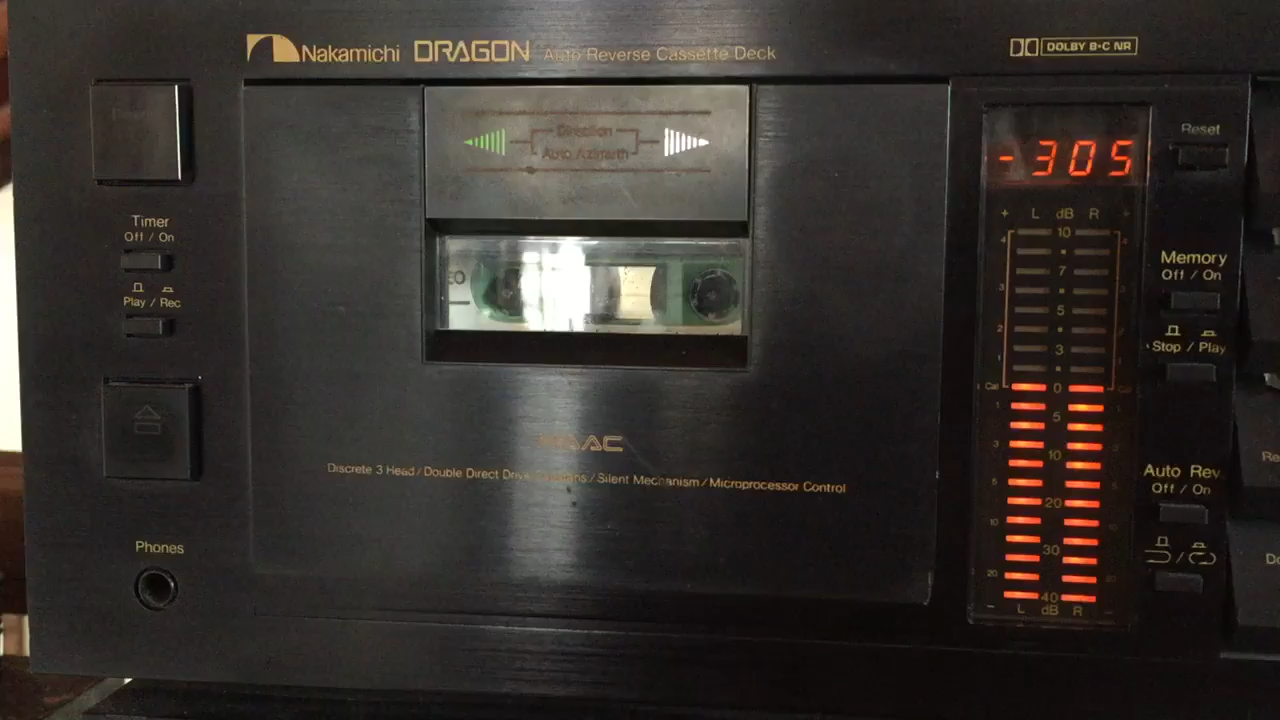 Nakamichi DRAGON Auto Reverse Cassette Deck
DOLBY B·C NR
Direction
Auto Azimuth
-305
Reset
Timer
Off / On
Play / Rec
+ L dB R +
10
7
5
3
Cal 0 Cal
5
10
20
30
40
L dB R
Memory
Off / On
Stop / Play
Auto Rev.
Off / On
NAAC
Discrete 3 Head / Double Direct Drive Capstans / Silent Mechanism / Microprocessor Control
Phones